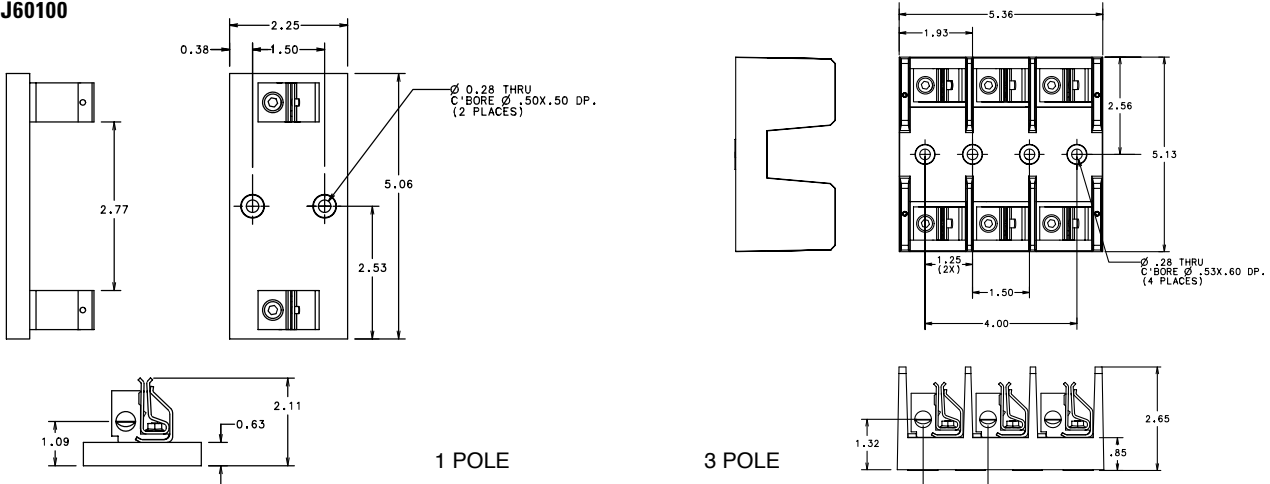 J60100
2.25
0.38
1.50
Ø 0.28 THRU
C'BORE Ø .50X.50 DP.
(2 PLACES)
2.77
5.06
2.53
2.11
0.63
1.09
1 POLE
5.36
1.93
2.56
5.13
1.25
(2X)
1.50
4.00
Ø .28 THRU
C'BORE Ø .53X.60 DP.
(4 PLACES)
2.65
1.32
.85
3 POLE